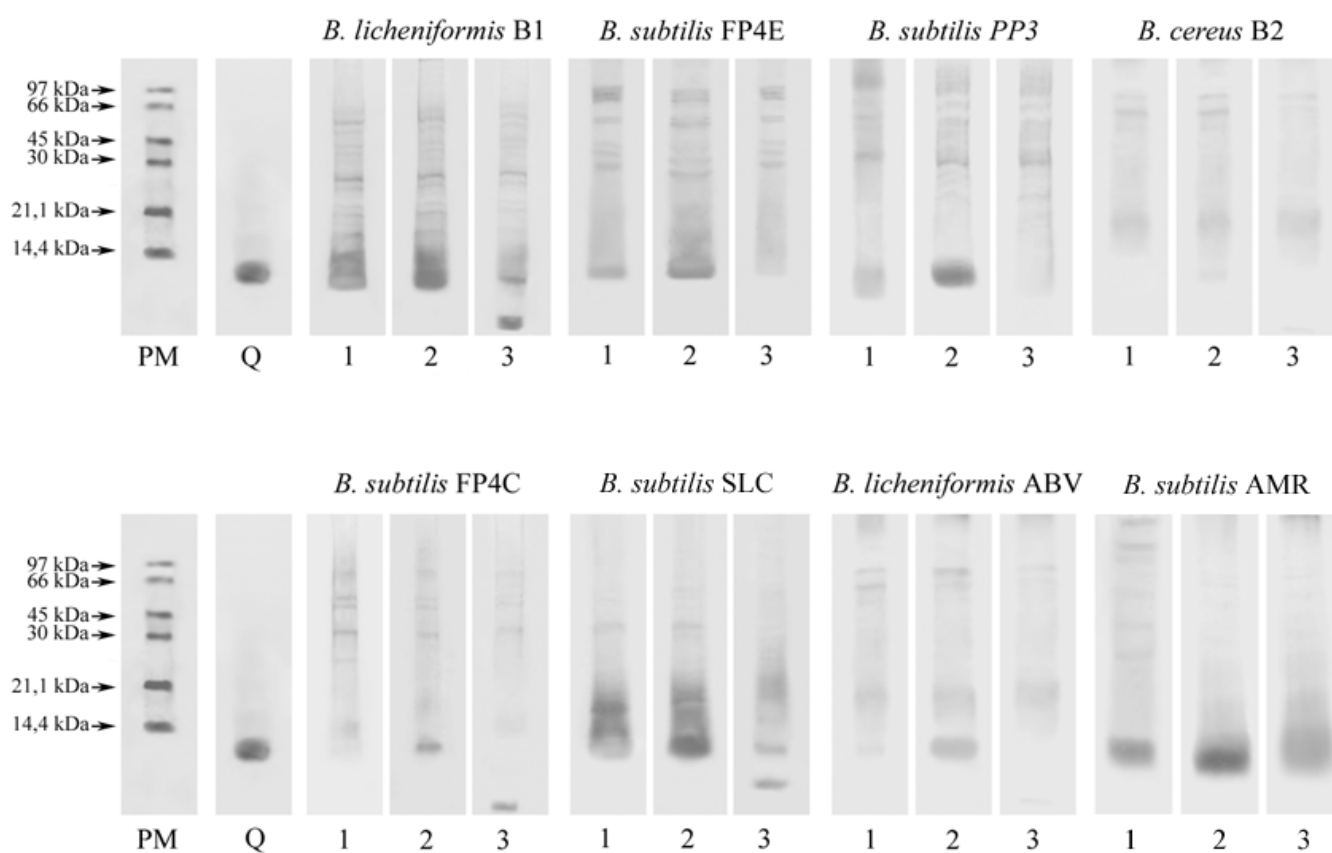 B. licheniformis B1 B. subtilis FP4E B. subtilis PP3 B. cereus B2
97 kDa
66 kDa
45 kDa
30 kDa
21,1 kDa
14,4 kDa
PM Q 1 2 3 1 2 3 1 2 3 1 2 3
B. subtilis FP4C B. subtilis SLC B. licheniformis ABV B. subtilis AMR
97 kDa
66 kDa
45 kDa
30 kDa
21,1 kDa
14,4 kDa
PM Q 1 2 3 1 2 3 1 2 3 1 2 3